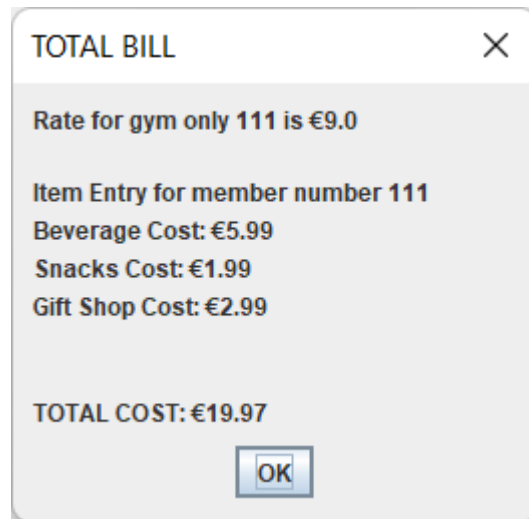 TOTAL BILL
Rate for gym only 111 is €9.0
Item Entry for member number 111
Beverage Cost: €5.99
Snacks Cost: €1.99
Gift Shop Cost: €2.99
TOTAL COST: €19.97
OK